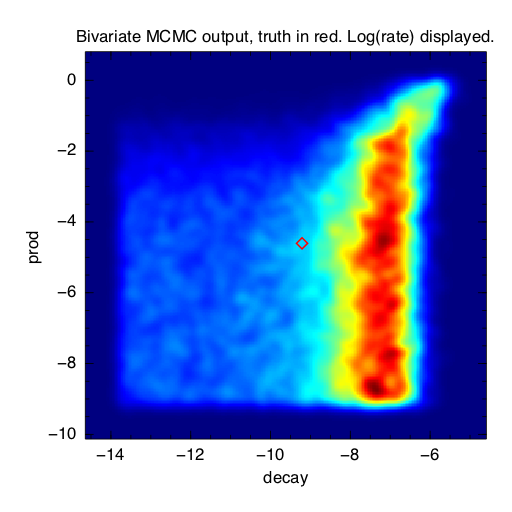 Bivariate MCMC output, truth in red. Log(rate) displayed.
0
−2
−4
−6
−8
−10
prod
−14 −12 −10 −8 −6
decay